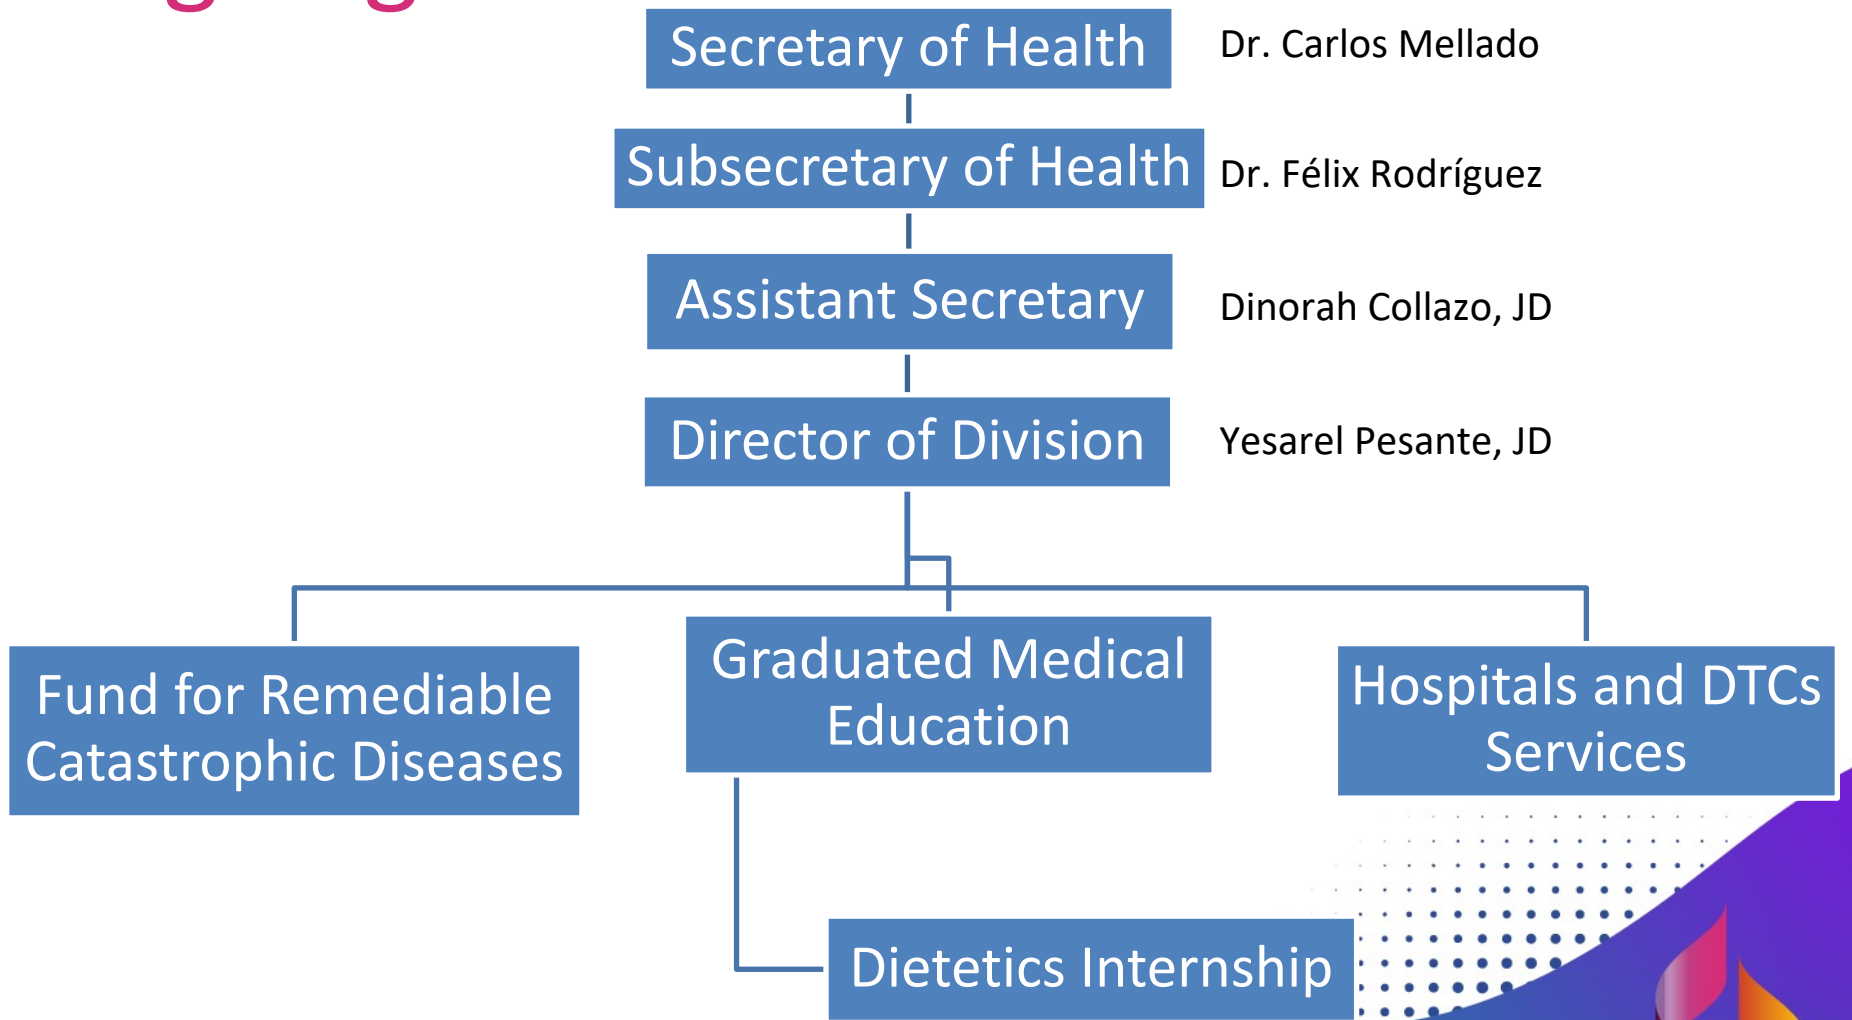 Secretary of Health
Dr. Carlos Mellado
Subsecretary of Health
Dr. Félix Rodríguez
Assistant Secretary
Dinorah Collazo, JD
Director of Division
Yesarel Pesante, JD
Fund for Remediable
Catastrophic Diseases
Graduated Medical
Education
Hospitals and DTCs
Services
Dietetics Internship